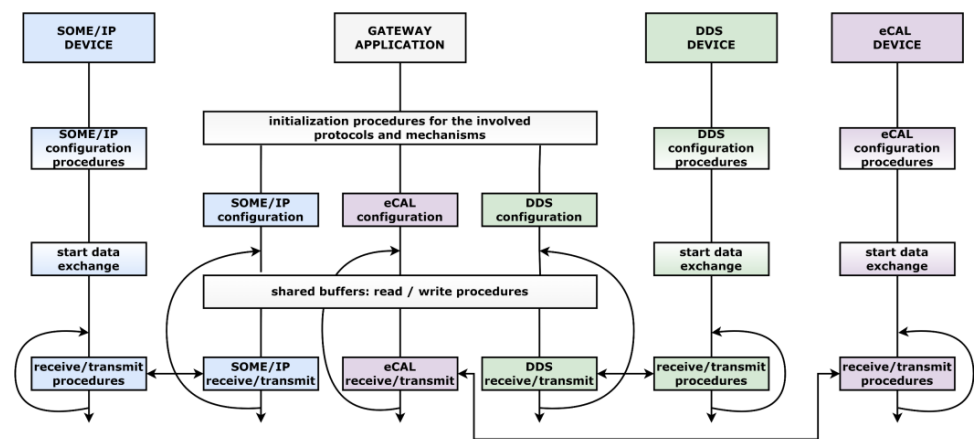 SOME/IP
DEVICE
GATEWAY
APPLICATION
DDS
DEVICE
eCAL
DEVICE
initialization procedures for the involved
protocols and mechanisms
SOME/IP
configuration
procedures
DDS
configuration
procedures
eCAL
configuration
procedures
SOME/IP
configuration
eCAL
configuration
DDS
configuration
start data
exchange
start data
exchange
start data
exchange
shared buffers: read / write procedures
receive/transmit
procedures
SOME/IP
receive/transmit
eCAL
receive/transmit
DDS
receive/transmit
receive/transmit
procedures
receive/transmit
procedures